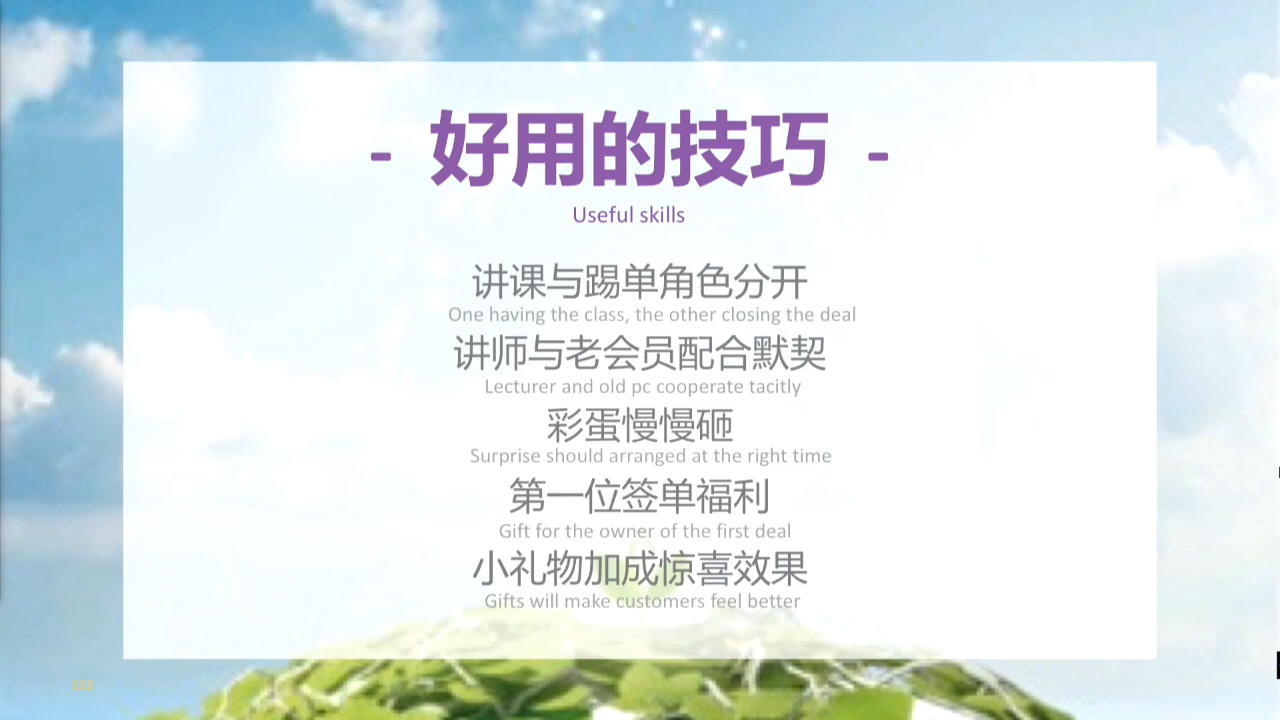 - 好用的技巧 -
Useful skills
讲课与踢单角色分开
One having the class, the other closing the deal
讲师与老会员配合默契
Lecturer and old pc cooperate tacitly
彩蛋慢慢砸
Surprise should arranged at the right time
第一位签单福利
Gift for the owner of the first deal
小礼物加成惊喜效果
Gifts will make customers feel better
122